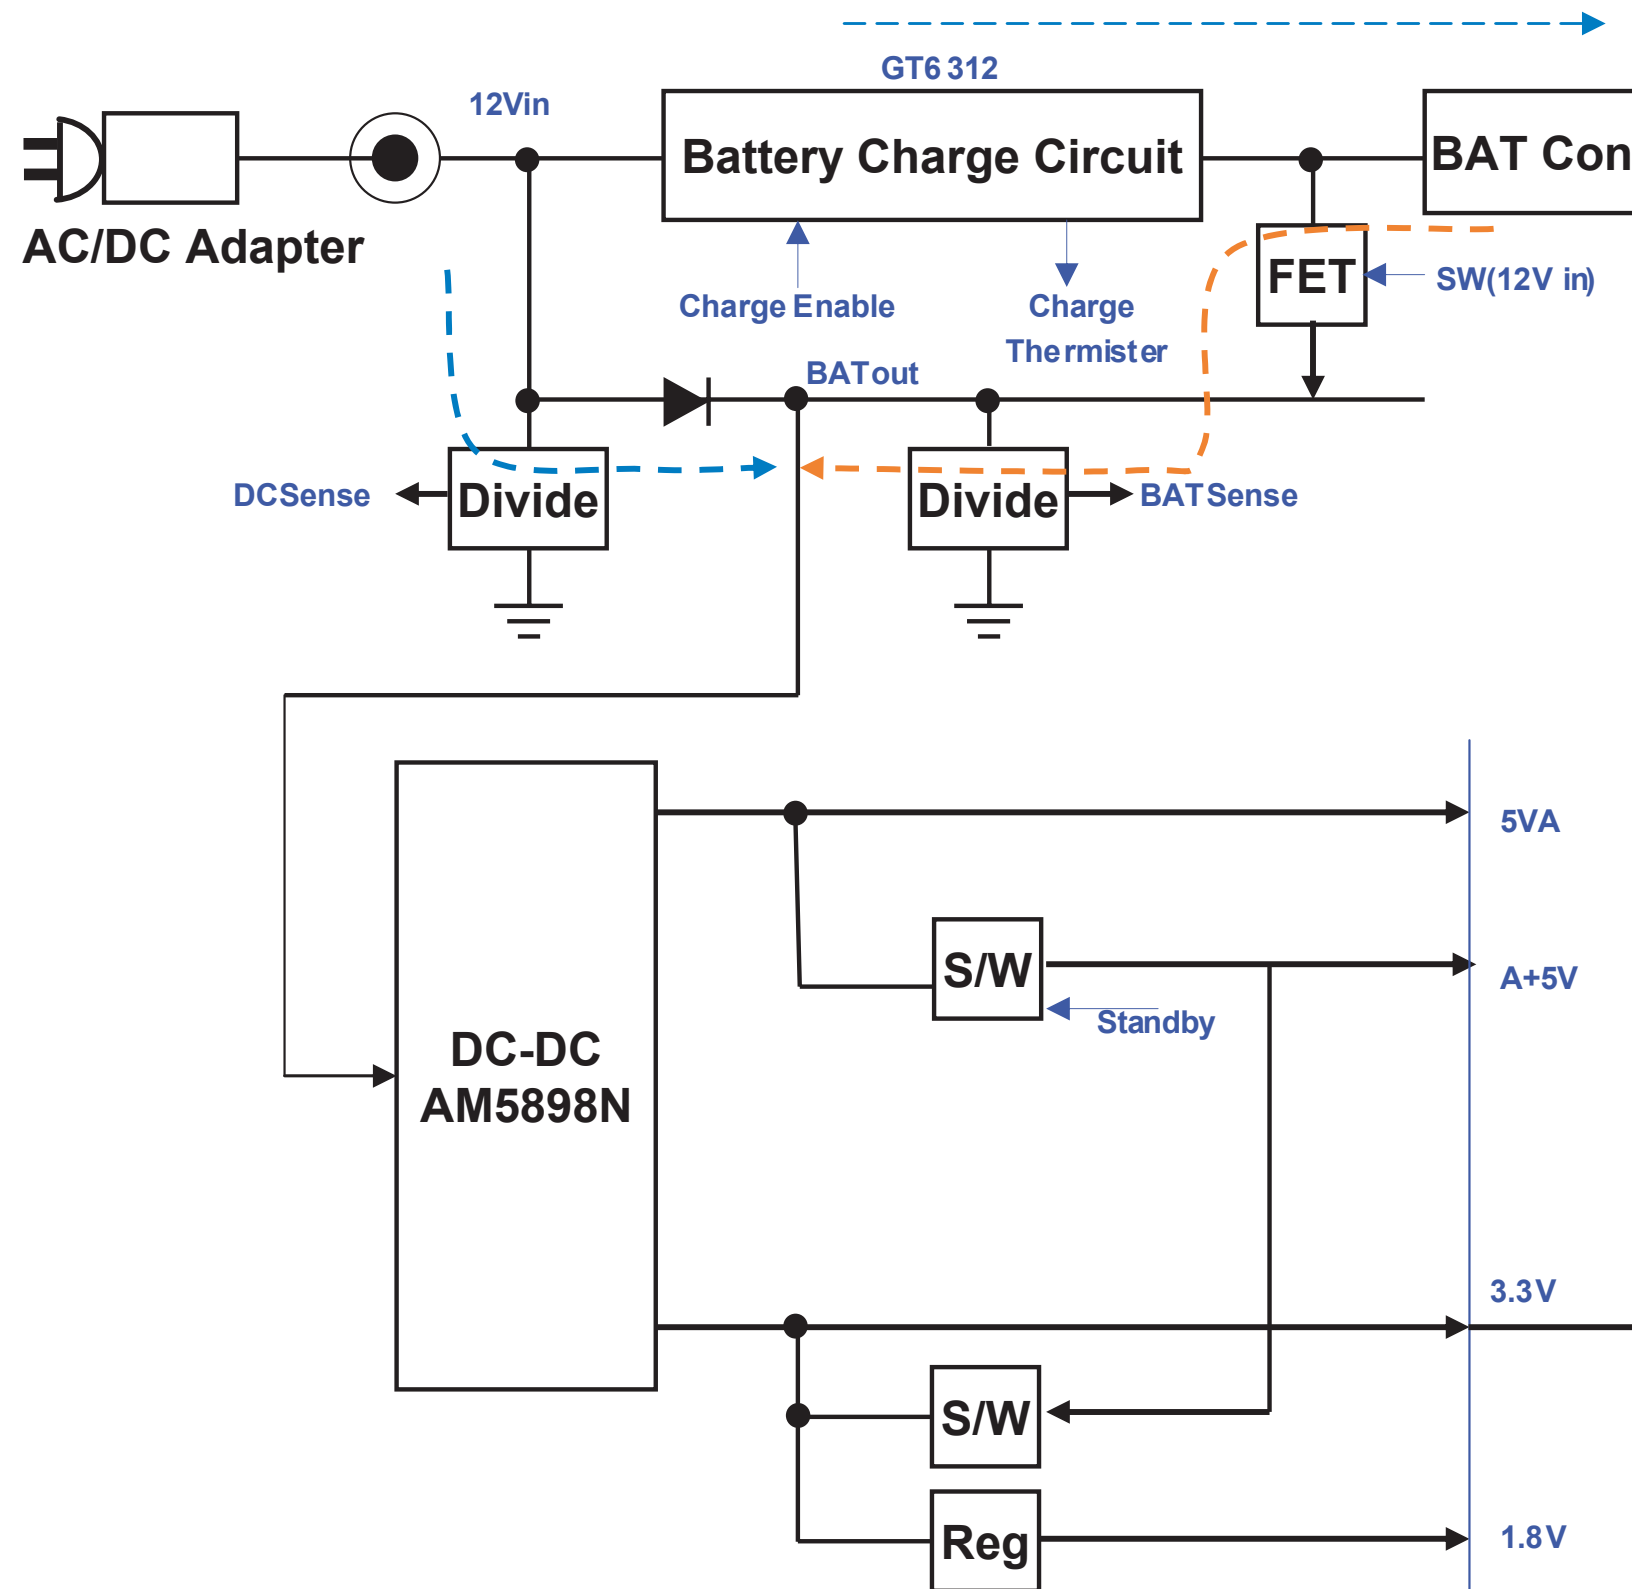 GT6 312
12Vin
Battery Charge Circuit
BAT Con
AC/DC Adapter
FET
SW(12V in)
Charge Enable
Charge
Thermister
BATout
DCSense
Divide
Divide
BATSense
5VA
S/W
A+5V
Standby
DC-DC
AM5898N
3.3V
S/W
Reg
1.8V